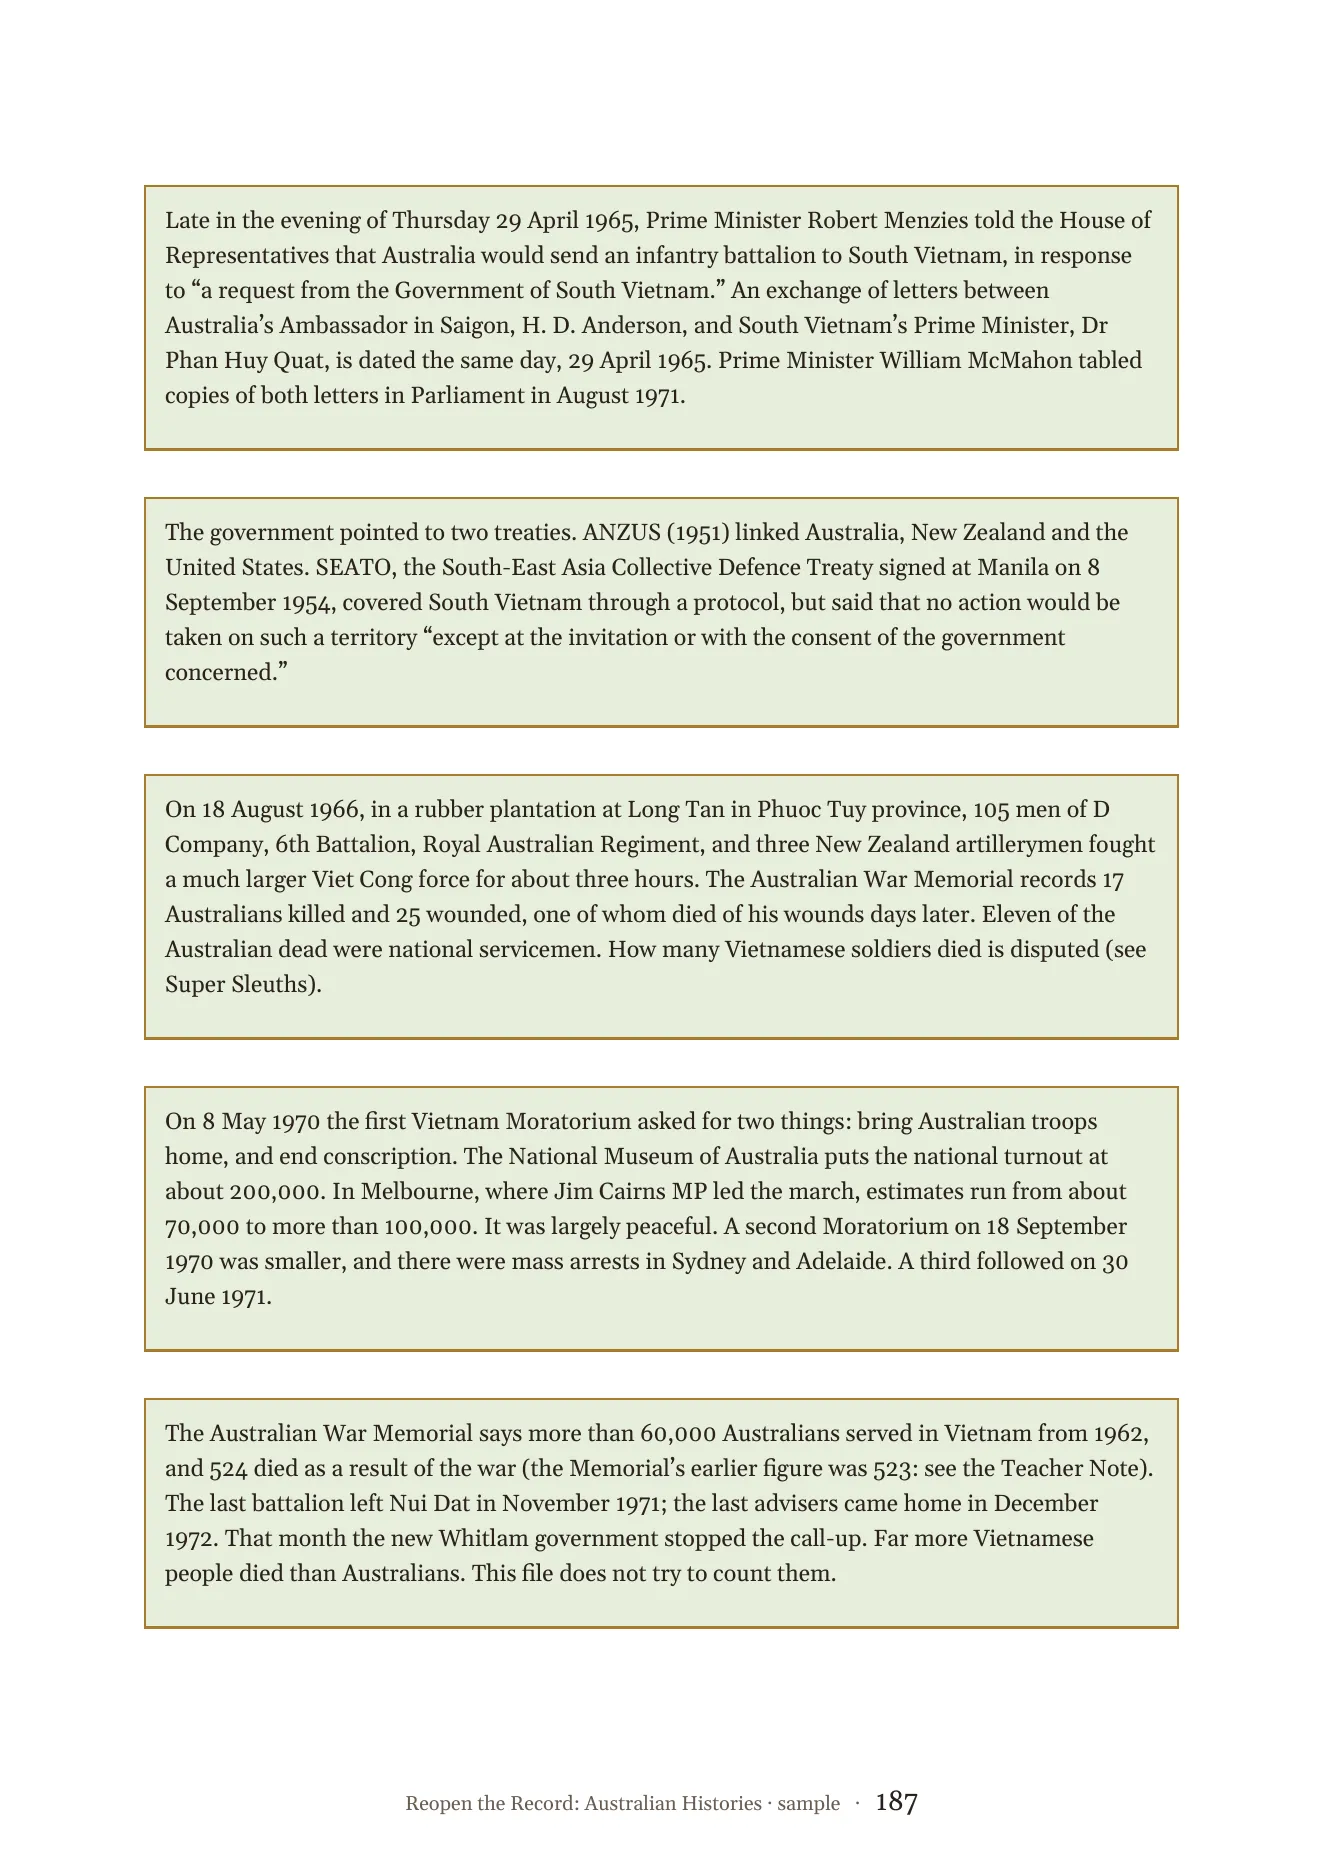 Late in the evening of Thursday 29 April 1965, Prime Minister Robert Menzies told the House of
Representatives that Australia would send an infantry battalion to South Vietnam, in response
to “a request from the Government of South Vietnam.” An exchange of letters between
Australia’s Ambassador in Saigon, H. D. Anderson, and South Vietnam’s Prime Minister, Dr
Phan Huy Quat, is dated the same day, 29 April 1965. Prime Minister William McMahon tabled
copies of both letters in Parliament in August 1971.
The government pointed to two treaties. ANZUS (1951) linked Australia, New Zealand and the
United States. SEATO, the South-East Asia Collective Defence Treaty signed at Manila on 8
September 1954, covered South Vietnam through a protocol, but said that no action would be
taken on such a territory “except at the invitation or with the consent of the government
concerned.”
On 18 August 1966, in a rubber plantation at Long Tan in Phuoc Tuy province, 105 men of D
Company, 6th Battalion, Royal Australian Regiment, and three New Zealand artillerymen fought
a much larger Viet Cong force for about three hours. The Australian War Memorial records 17
Australians killed and 25 wounded, one of whom died of his wounds days later. Eleven of the
Australian dead were national servicemen. How many Vietnamese soldiers died is disputed (see
Super Sleuths).
On 8 May 1970 the first Vietnam Moratorium asked for two things: bring Australian troops
home, and end conscription. The National Museum of Australia puts the national turnout at
about 200,000. In Melbourne, where Jim Cairns MP led the march, estimates run from about
70,000 to more than 100,000. It was largely peaceful. A second Moratorium on 18 September
1970 was smaller, and there were mass arrests in Sydney and Adelaide. A third followed on 30
June 1971.
The Australian War Memorial says more than 60,000 Australians served in Vietnam from 1962,
and 524 died as a result of the war (the Memorial’s earlier figure was 523: see the Teacher Note).
The last battalion left Nui Dat in November 1971; the last advisers came home in December
1972. That month the new Whitlam government stopped the call-up. Far more Vietnamese
people died than Australians. This file does not try to count them.
Reopen the Record: Australian Histories · sample · 187